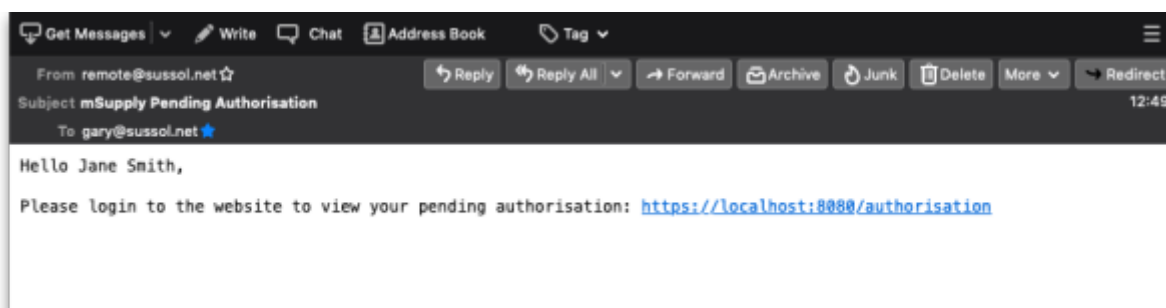 Get Messages Write Chat Address Book Tag
From remote@sussol.net Reply Reply All Forward Archive Junk Delete More Redirect
Subject mSupply Pending Authorisation 12:49
To gary@sussol.net
Hello Jane Smith,
Please login to the website to view your pending authorisation: https://localhost:8080/authorisation